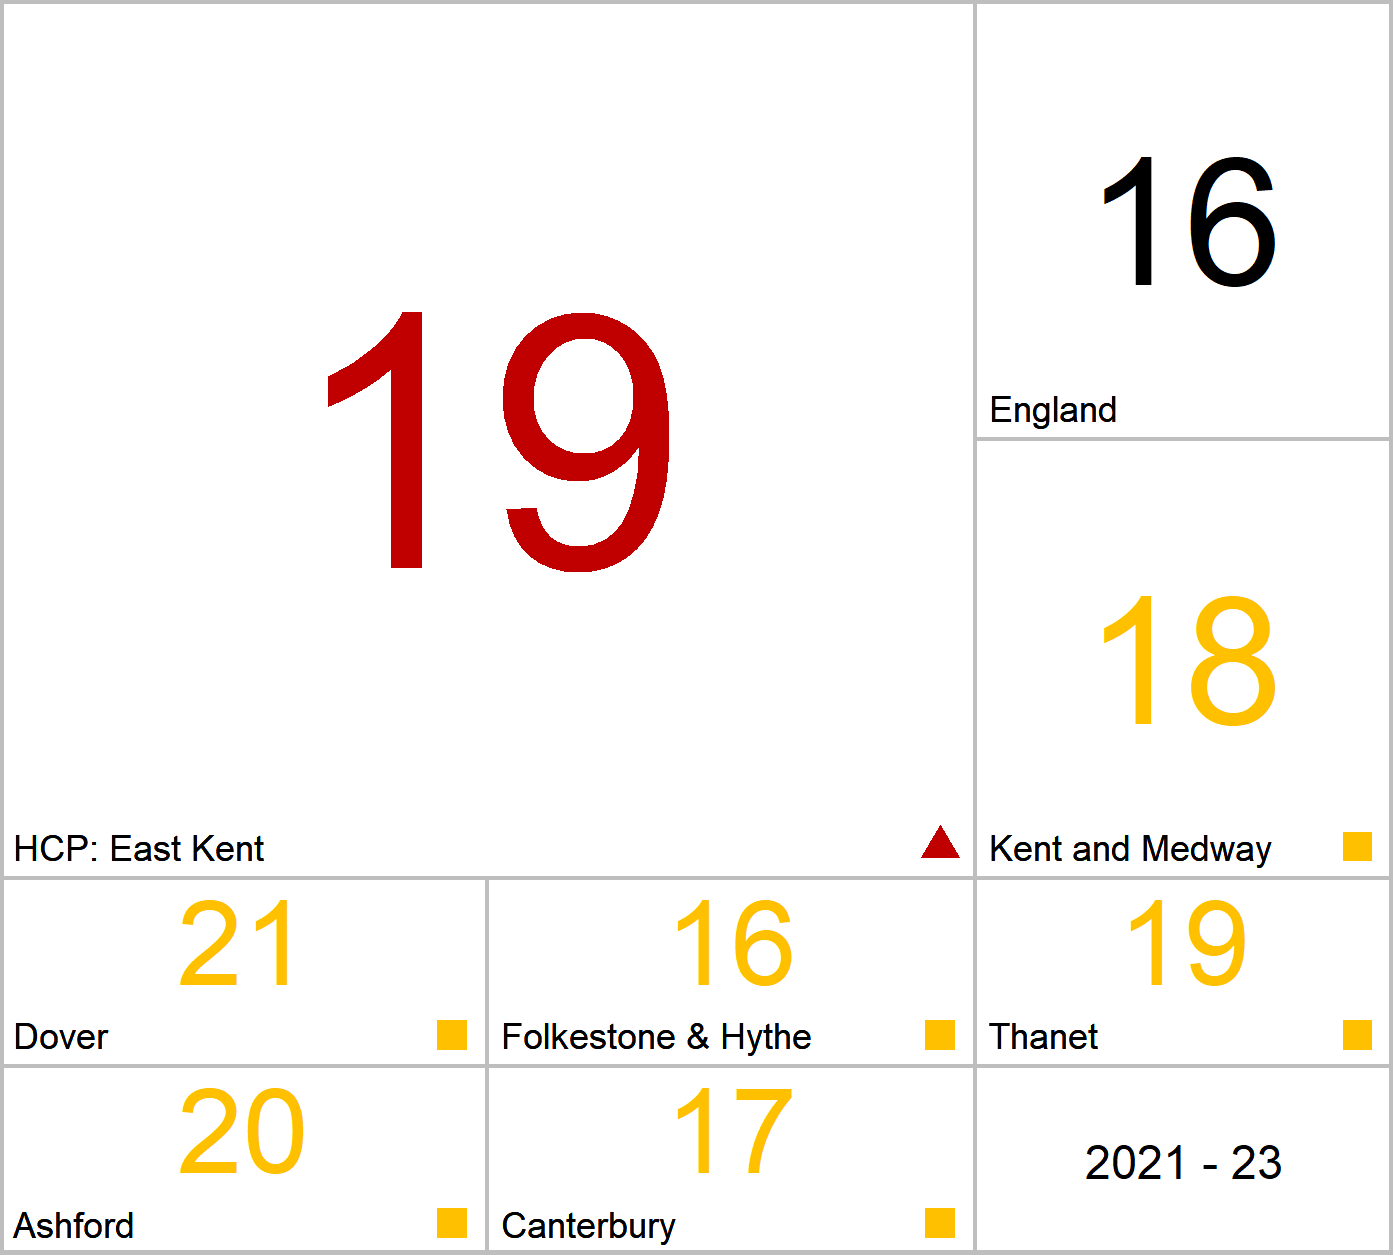 19
HCP: East Kent
16
England
18
Kent and Medway
21
Dover
16
Folkestone & Hythe
19
Thanet
20
Ashford
17
Canterbury
2021 - 23